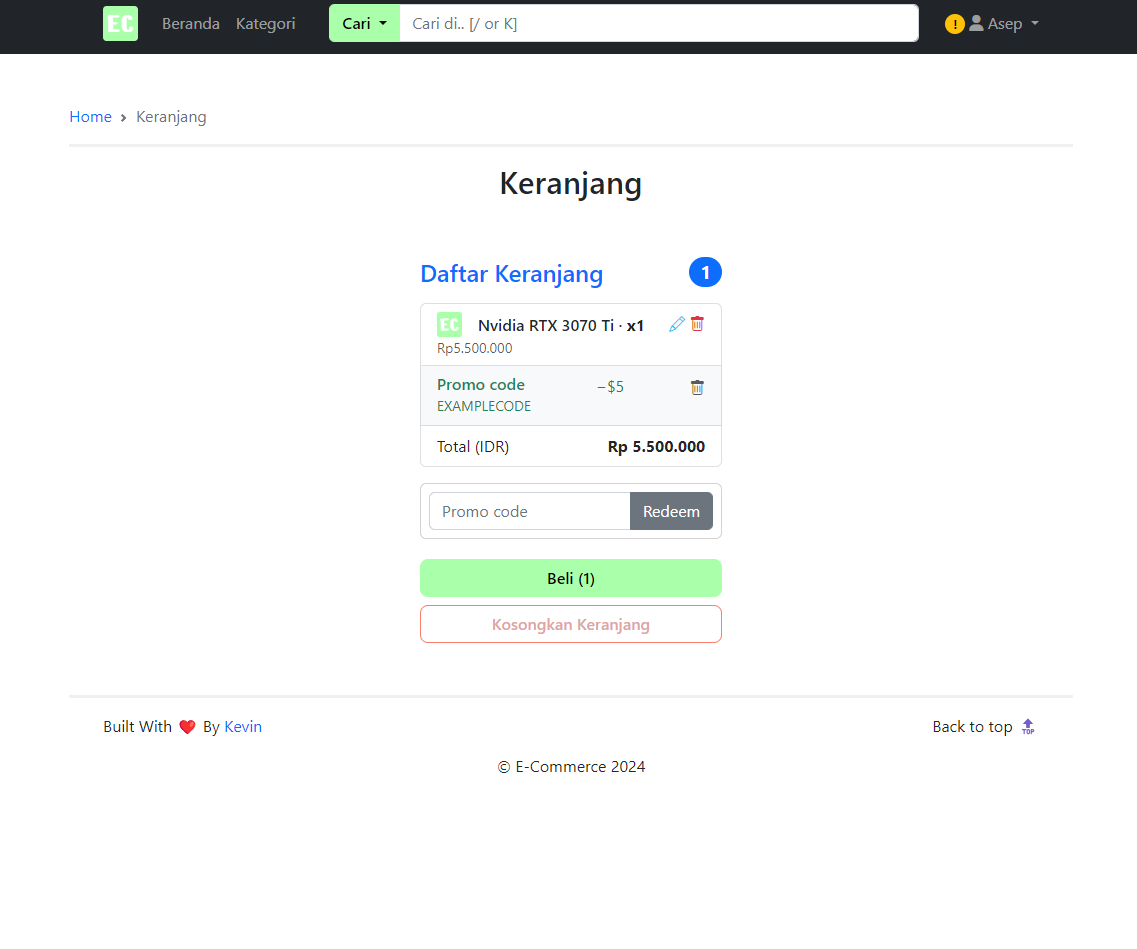 EC Beranda Kategori Cari Cari di.. [/ or K] ! Asep
Home › Keranjang
Keranjang
Daftar Keranjang 1
EC Nvidia RTX 3070 Ti · x1
Rp5.500.000
Promo code −$5
EXAMPLECODE
Total (IDR) Rp 5.500.000
Promo code Redeem
Beli (1)
Kosongkan Keranjang
Built With ❤️ By Kevin Back to top TOP
© E-Commerce 2024